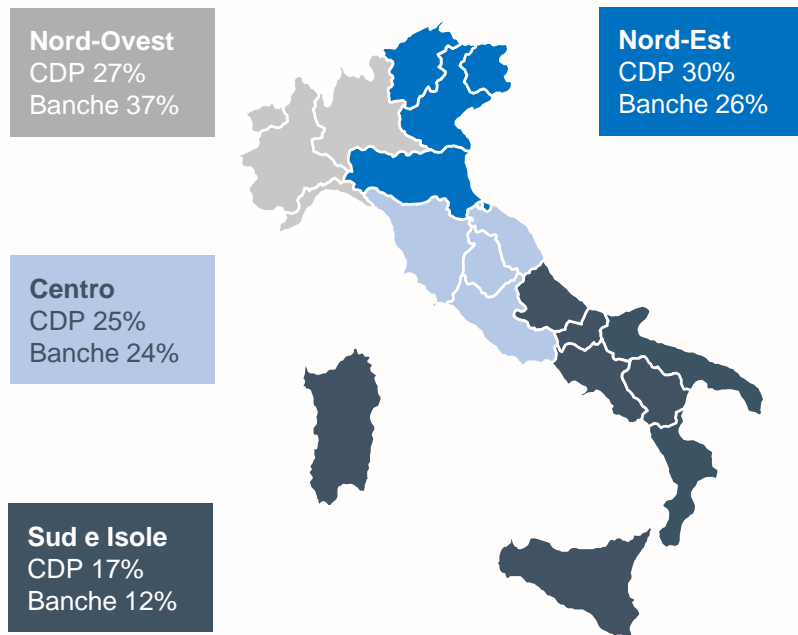 Nord-Ovest
CDP 27%
Banche 37%
Nord-Est
CDP 30%
Banche 26%
Centro
CDP 25%
Banche 24%
Sud e Isole
CDP 17%
Banche 12%